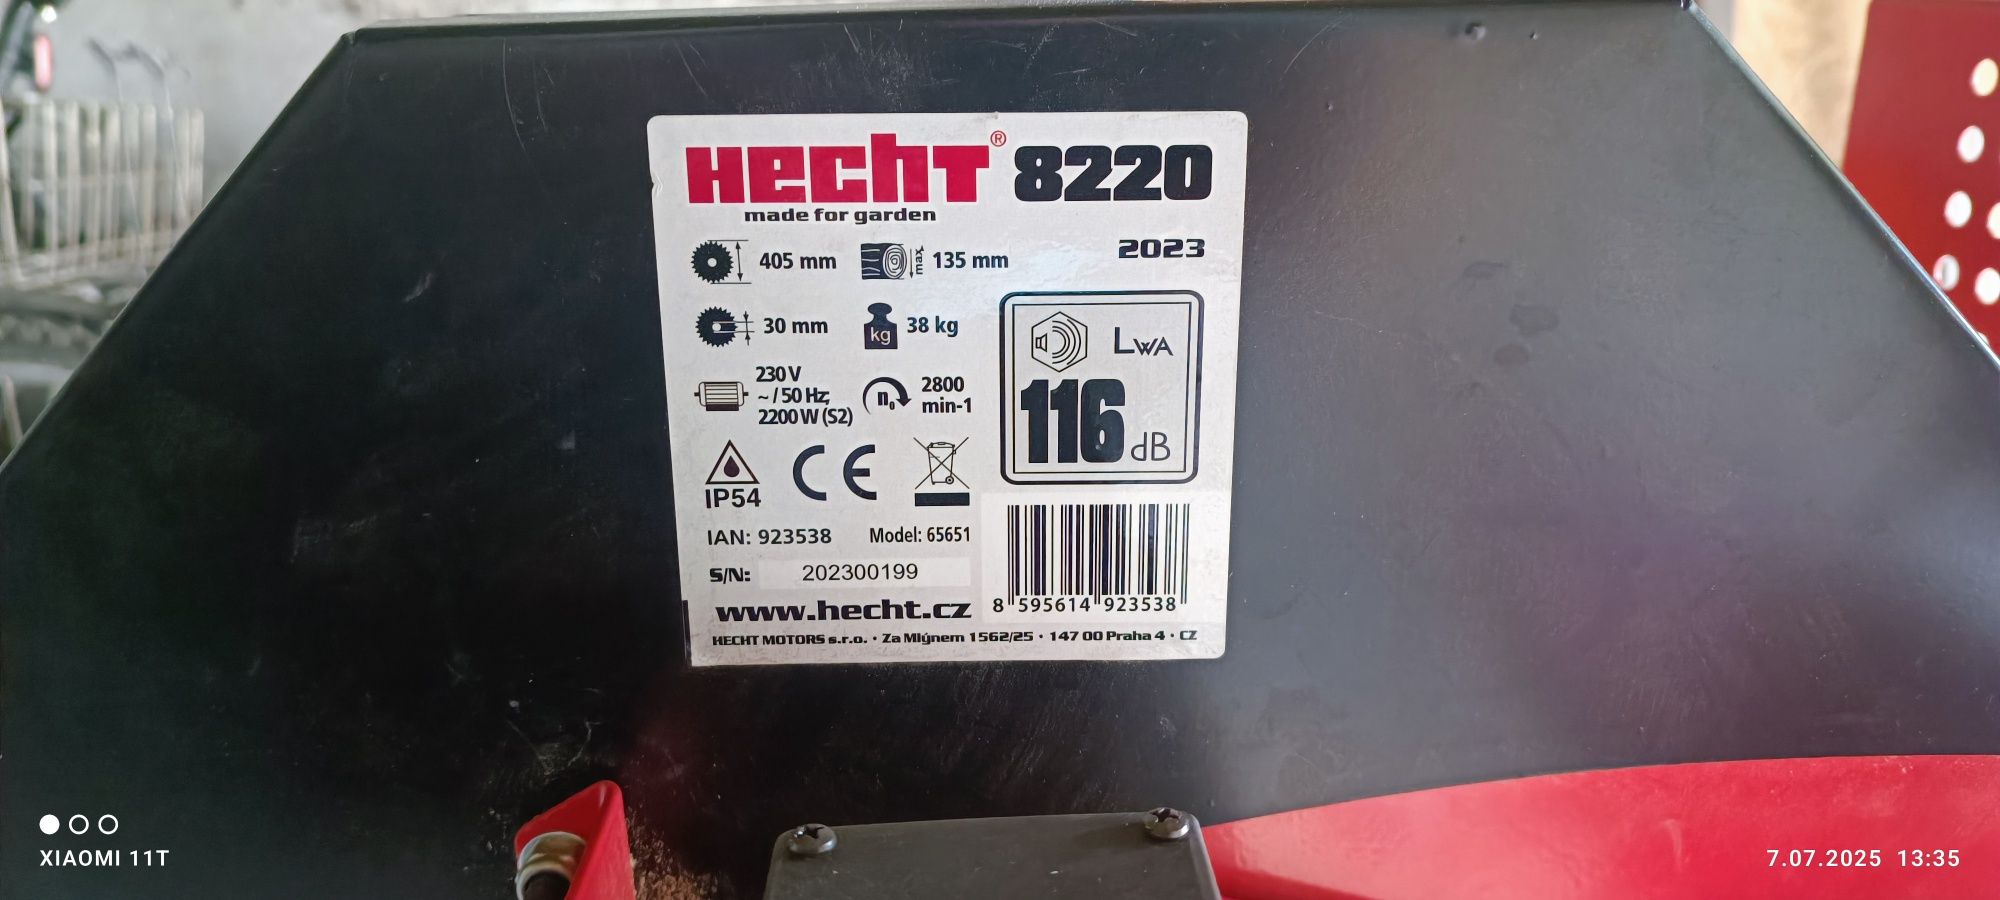 HECHT® 8220
made for garden
2023
405 mm
max.
135 mm
30 mm
kg
38 kg
230 V
~ / 50 Hz,
2200 W (S2)
n₀
2800
min-1
LWA
116 dB
IP54
CE
IAN: 923538 Model: 65651
S/N: 202300199
8 595614 923538
www.hecht.cz
HECHT MOTORS s.r.o. • Za Mlýnem 1562/25 • 147 00 Praha 4 • CZ
XIAOMI 11T
7.07.2025 13:35